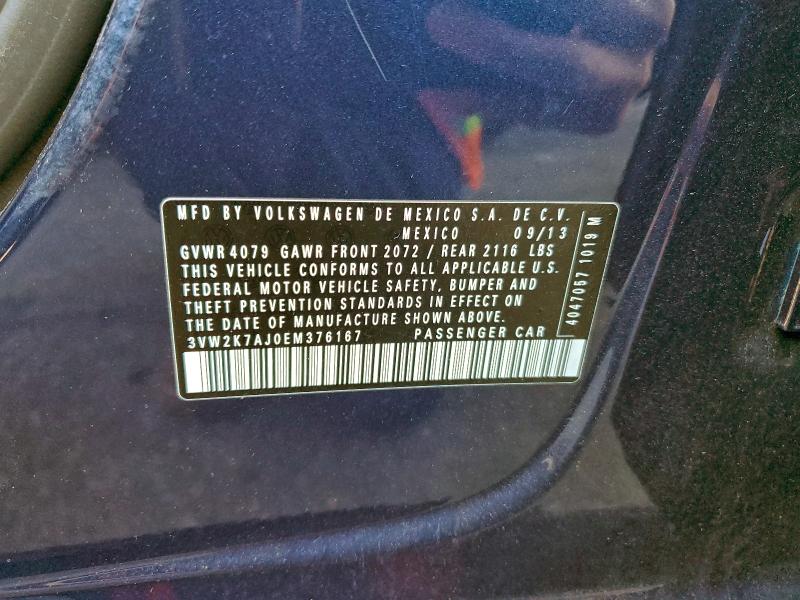 MFD BY VOLKSWAGEN DE MEXICO S.A. DE C.V.
MEXICO 09/13
GVWR 4079 GAWR FRONT 2072 / REAR 2116 LBS
THIS VEHICLE CONFORMS TO ALL APPLICABLE U.S.
FEDERAL MOTOR VEHICLE SAFETY, BUMPER AND
THEFT PREVENTION STANDARDS IN EFFECT ON
THE DATE OF MANUFACTURE SHOWN ABOVE.
3VW2K7AJ0EM376167 PASSENGER CAR
4047057 1019 M